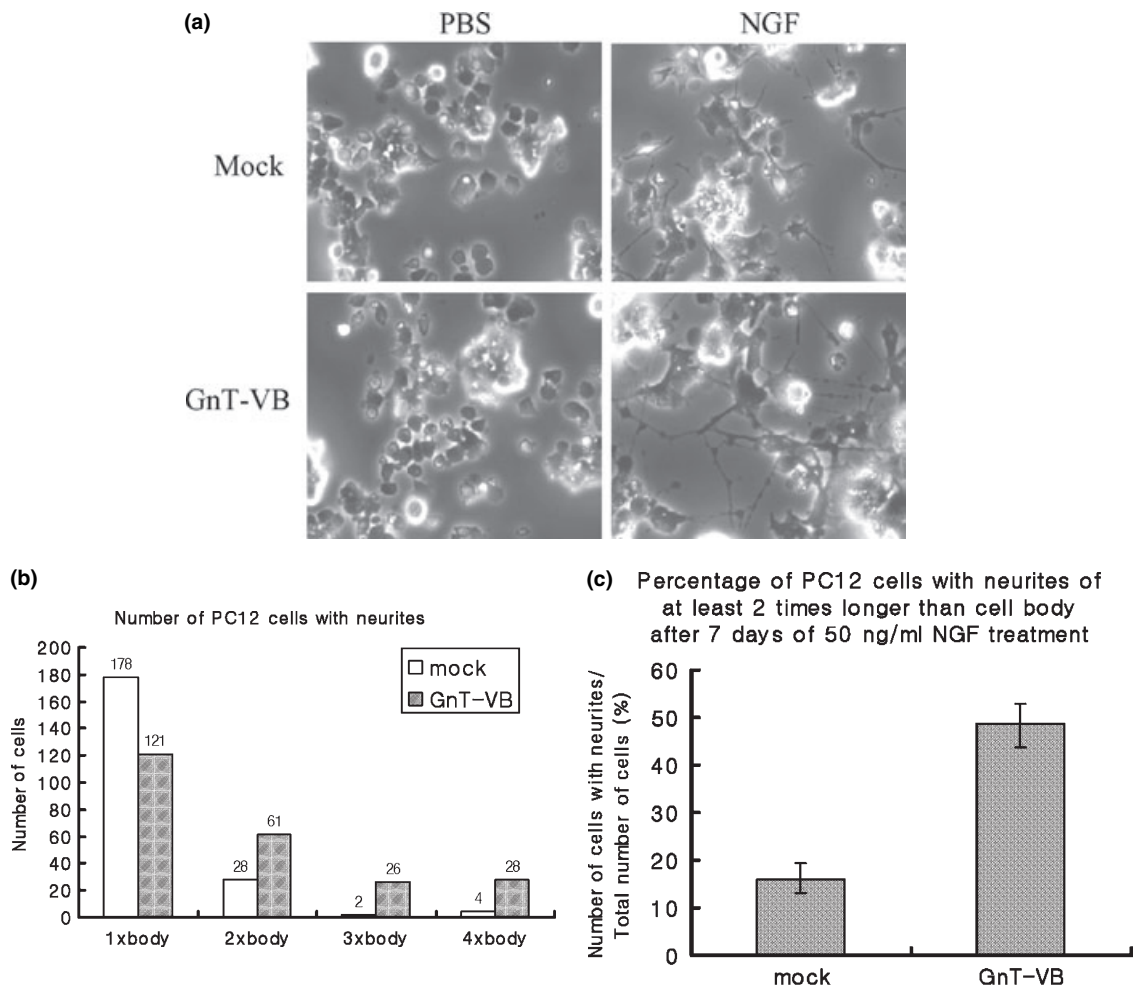 (a)
PBS NGF
Mock
GnT-VB
(b)
Number of PC12 cells with neurites
Number of cells
200
180
160
140
120
100
80
60
40
20
0
mock
GnT-VB
178
121
28
61
2
26
4
28
1xbody 2xbody 3xbody 4xbody
(c)
Percentage of PC12 cells with neurites of
at least 2 times longer than cell body
after 7 days of 50 ng/ml NGF treatment
Number of cells with neurites/
Total number of cells (%)
60
50
40
30
20
10
0
mock GnT-VB